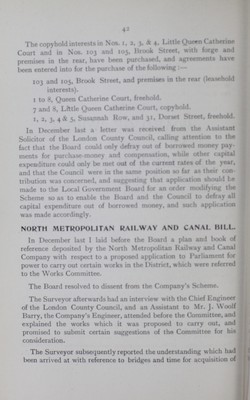 42
The copyhold interests in Nos. 1, 2, 3, & 4, Little Queen Catherine
Court and in Nos. 103 and 105, Brook Street, with forge and
premises in the rear, have been purchased, and agreements have
been entered into for the purchase of the following :—
103 and 105, Brook Street, and premises in the rear (leasehold
interests).
1 to 8, Queen Catherine Court, freehold.
7 and 8, Little Queen Catherine Court, copyhold.
1, 2, 3, 4 & 5, Susannah Row, and 31, Dorset Street, freehold.
In December last a letter was received from the Assistant
Solicitor of the London County Council, calling attention to the
fact that the Board could only defray out of borrowed money pay-
ments for purchase-money and compensation, while other capital
expenditure could only be met out of the current rates of the year,
and that the Council were in the same position so far as their con-
tribution was concerned, and suggesting that application should be
made to the Local Government Board for an order modifying the
Scheme so as to enable the Board and the Council to defray all
capital expenditure out of borrowed money, and such application
was made accordingly.
NORTH METROPOLITAN RAILWAY AND CANAL BILL.
In December last I laid before the Board a plan and book of
reference deposited by the North Metropolitan Railway and Canal
Company with respect to a proposed application to Parliament for
power to carry out certain works in the District, which were referred
to the Works Committee.
The Board resolved to dissent from the Company's Scheme.
The Surveyor afterwards had an interview with the Chief Engineer
of the London County Council, and an Assistant to Mr. J. Woolf
Barry, the Company's Engineer, attended before the Committee, and
explained the works which it was proposed to carry out, and
promised to submit certain suggestions of the Committee for his
consideration.
The Surveyor subsequently reported the understanding which had
been arrived at with reference to bridges and time for acquisition of